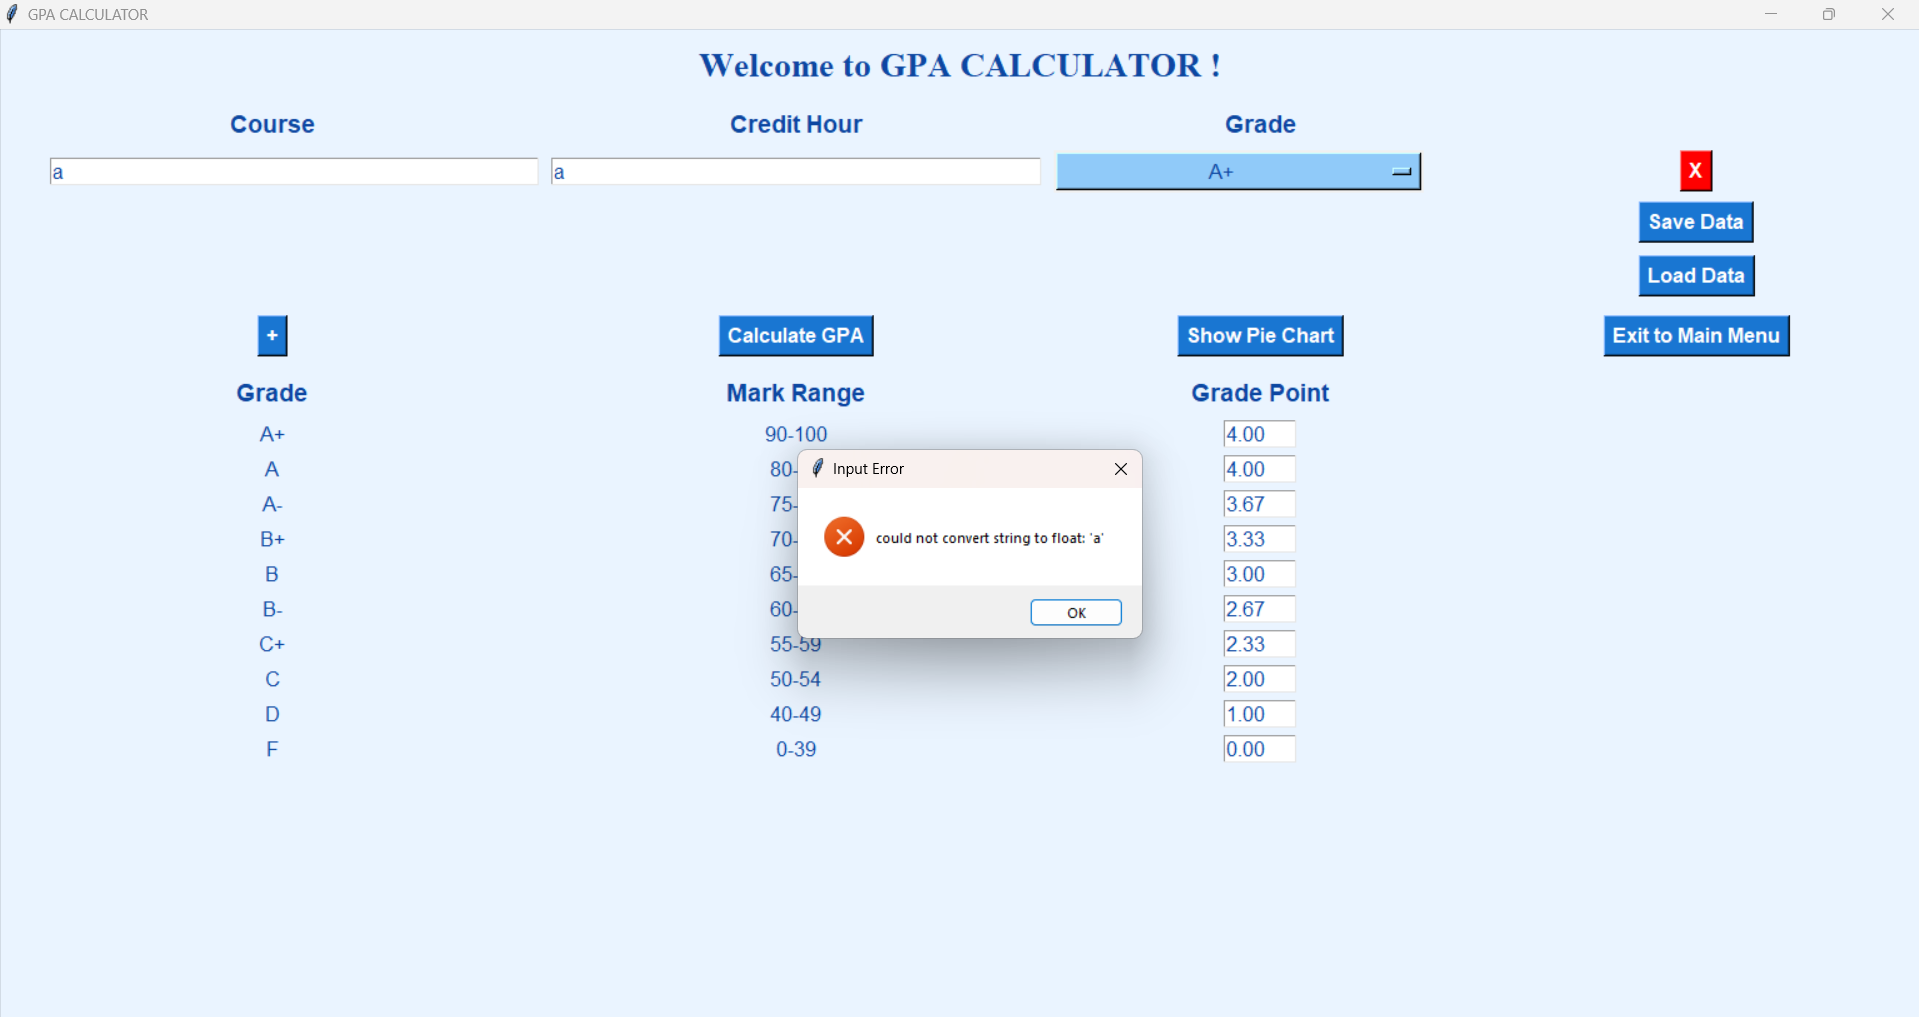 GPA CALCULATOR
Welcome to GPA CALCULATOR !
Course Credit Hour Grade
a a A+ X
Save Data
Load Data
+ Calculate GPA Show Pie Chart Exit to Main Menu
Grade Mark Range Grade Point
A+ 90-100 4.00
A 80- 4.00
A- 75- 3.67
B+ 70- 3.33
B 65- 3.00
B- 60- 2.67
C+ 55-59 2.33
C 50-54 2.00
D 40-49 1.00
F 0-39 0.00
Input Error
could not convert string to float: 'a'
OK